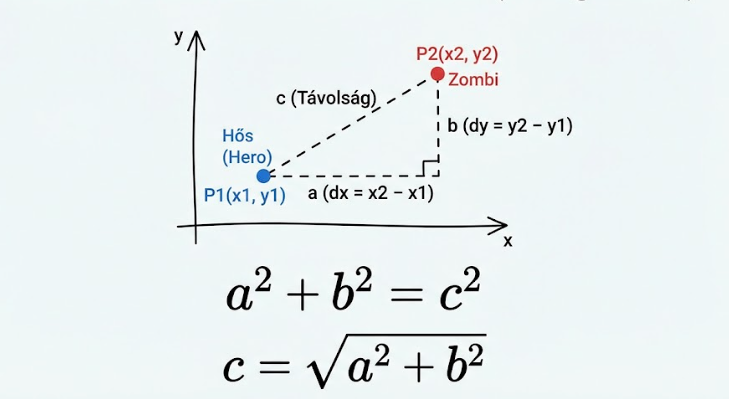 y
P2(x2, y2)
Zombi
c (Távolság)
b (dy = y2 − y1)
Hős
(Hero)
P1(x1, y1)
a (dx = x2 − x1)
x
a² + b² = c²
c = √(a² + b²)